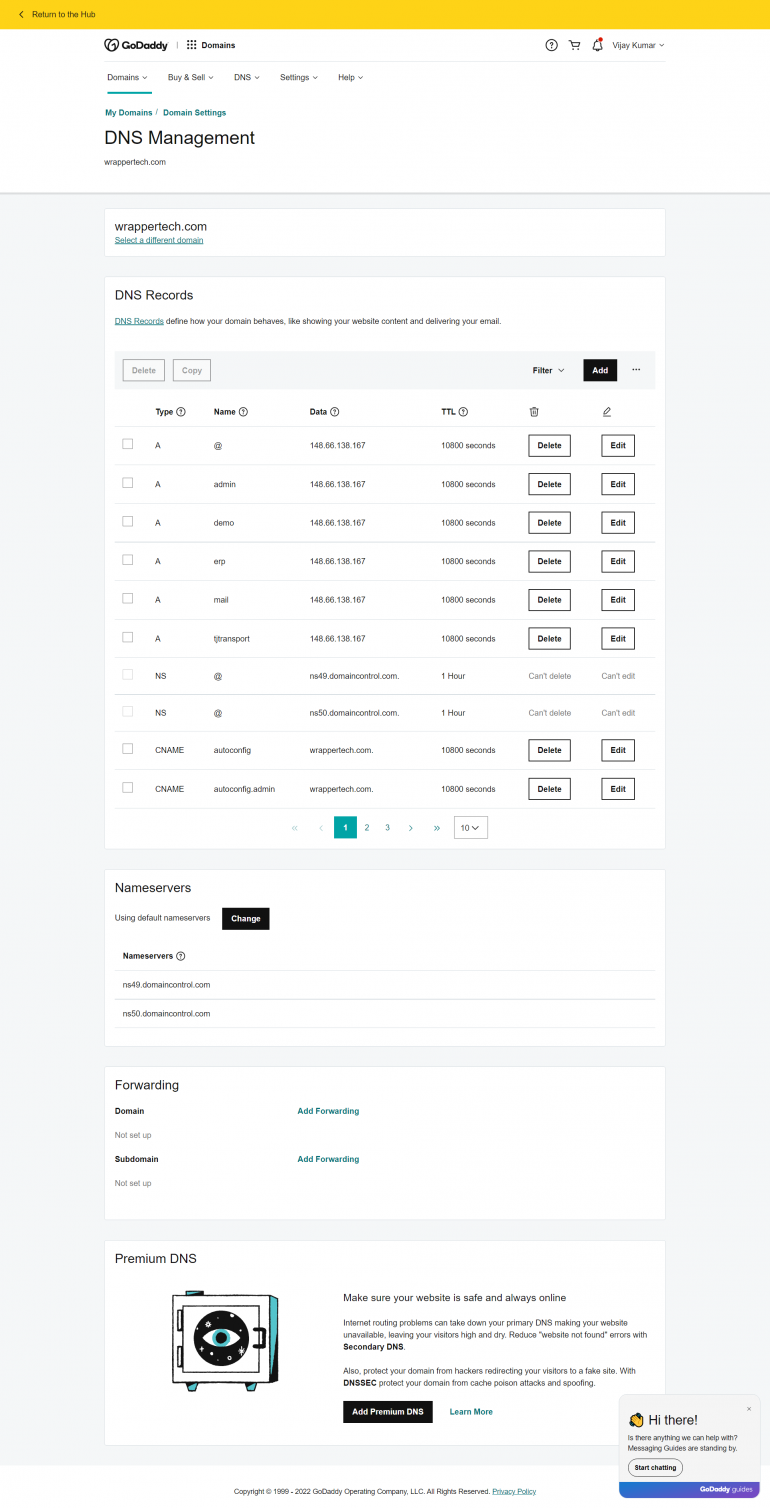 Return to the Hub
GoDaddy Domains Vijay Kumar
Domains Buy & Sell DNS Settings Help
My Domains / Domain Settings
DNS Management
wrappertech.com
wrappertech.com
Select a different domain
DNS Records
DNS Records define how your domain behaves, like showing your website content and delivering your email.
Delete Copy Filter Add ...
Type Name Data TTL
A @ 148.66.138.167 10800 seconds Delete Edit
A admin 148.66.138.167 10800 seconds Delete Edit
A demo 148.66.138.167 10800 seconds Delete Edit
A erp 148.66.138.167 10800 seconds Delete Edit
A mail 148.66.138.167 10800 seconds Delete Edit
A tjtransport 148.66.138.167 10800 seconds Delete Edit
NS @ ns49.domaincontrol.com. 1 Hour Can't delete Can't edit
NS @ ns50.domaincontrol.com. 1 Hour Can't delete Can't edit
CNAME autoconfig wrappertech.com. 10800 seconds Delete Edit
CNAME autoconfig.admin wrappertech.com. 10800 seconds Delete Edit
« ‹ 1 2 3 › » 10
Nameservers
Using default nameservers Change
Nameservers
ns49.domaincontrol.com
ns50.domaincontrol.com
Forwarding
Domain Add Forwarding
Not set up
Subdomain Add Forwarding
Not set up
Premium DNS
Make sure your website is safe and always online
Internet routing problems can take down your primary DNS making your website
unavailable, leaving your visitors high and dry. Reduce "website not found" errors with
Secondary DNS.
Also, protect your domain from hackers redirecting your visitors to a fake site. With
DNSSEC protect your domain from cache poison attacks and spoofing.
Add Premium DNS Learn More
Hi there!
Is there anything we can help with?
Messaging Guides are standing by.
Start chatting
GoDaddy guides
Copyright © 1999 - 2022 GoDaddy Operating Company, LLC. All Rights Reserved. Privacy Policy